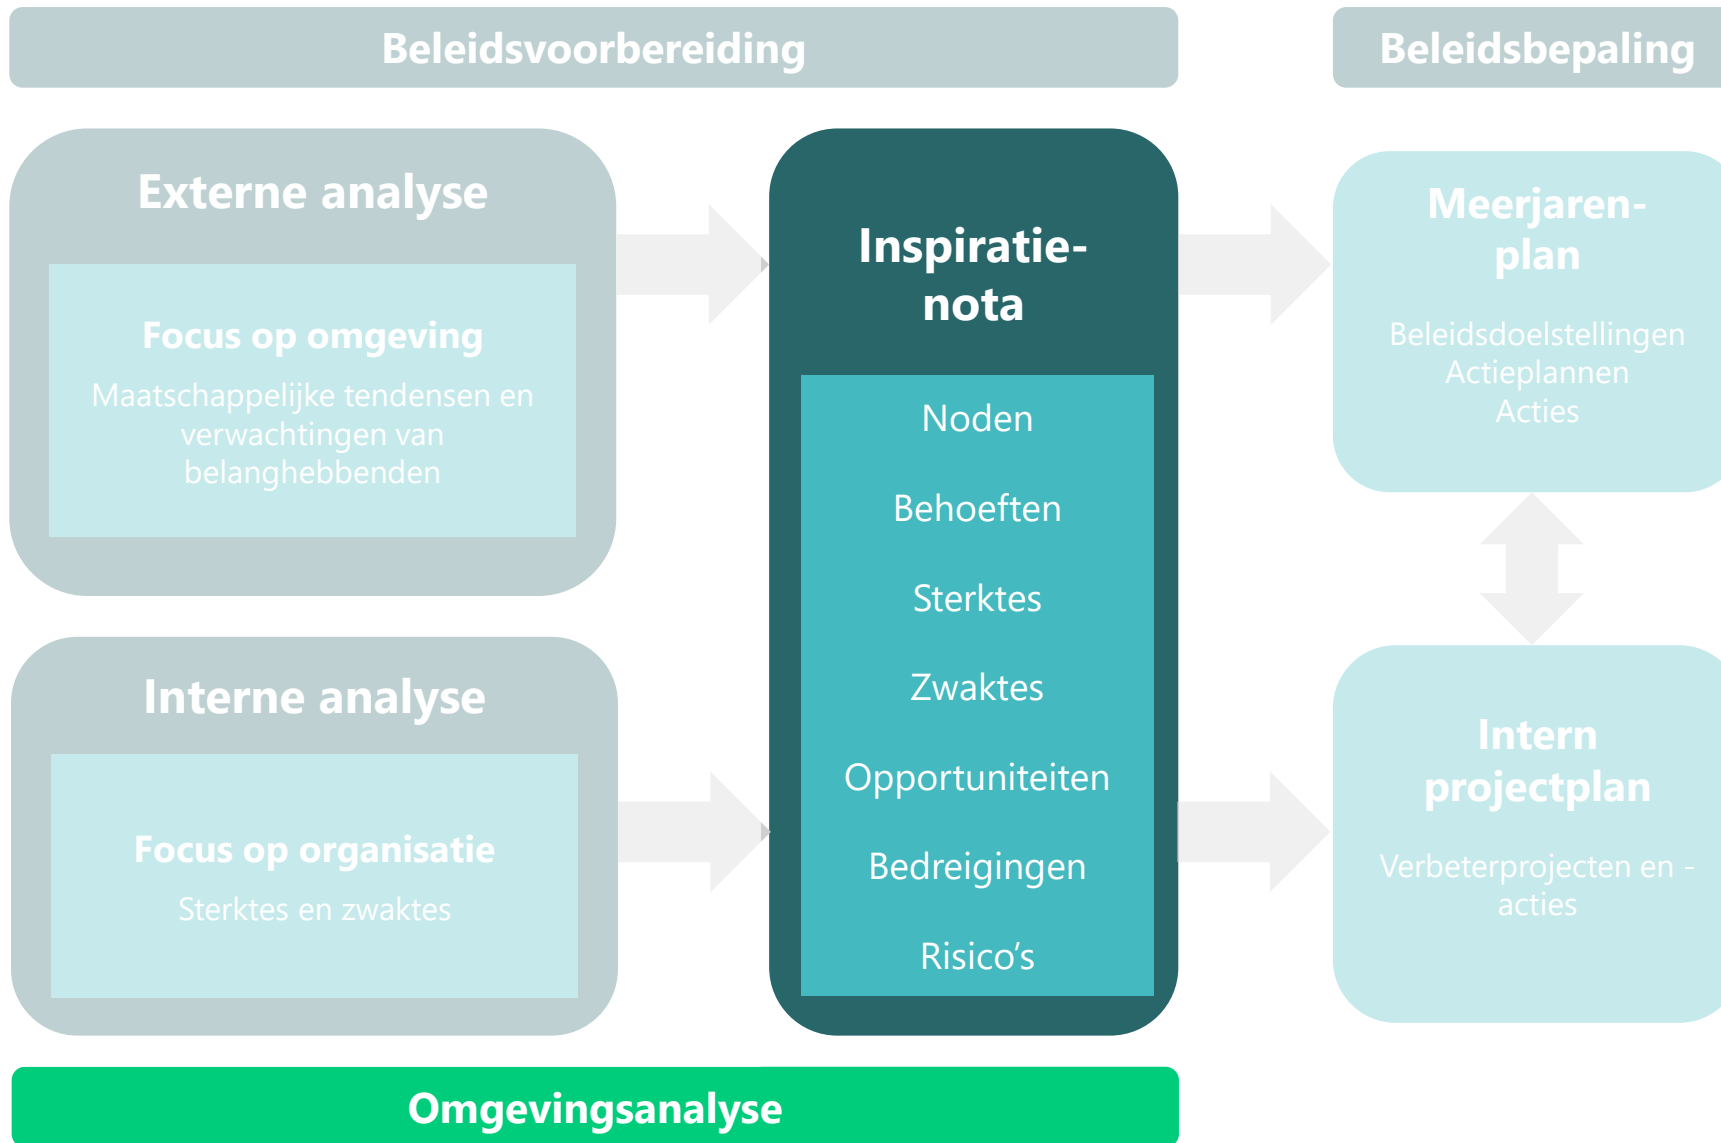 Beleidsvoorbereiding
Beleidsbepaling
Externe analyse
Focus op omgeving
Maatschappelijke tendensen en
verwachtingen van
belanghebbenden
Interne analyse
Focus op organisatie
Sterktes en zwaktes
Inspiratie-
nota
Noden
Behoeften
Sterktes
Zwaktes
Opportuniteiten
Bedreigingen
Risico’s
Meerjaren-
plan
Beleidsdoelstellingen
Actieplannen
Acties
Intern
projectplan
Verbeterprojecten en -
acties
Omgevingsanalyse